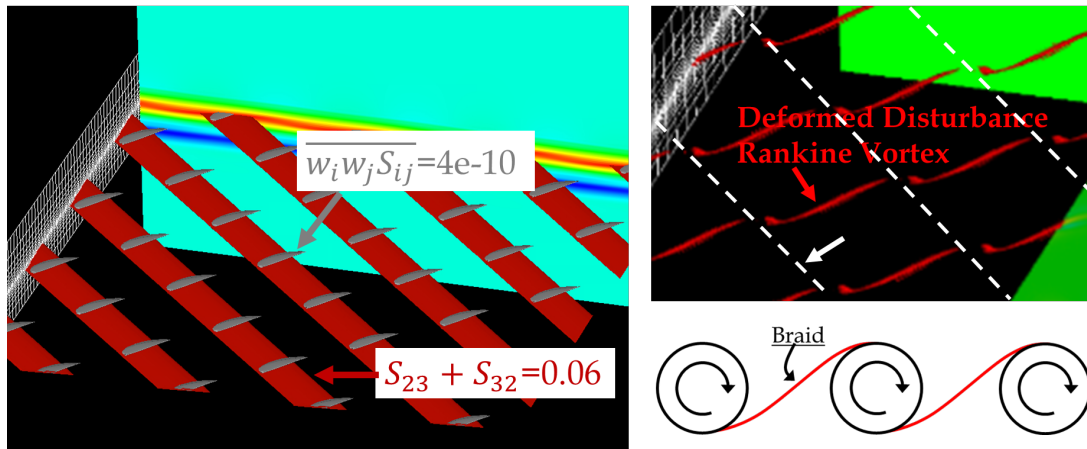 $\overline{w_i w_j S_{ij}}$=4e-10
$S_{23} + S_{32}$=0.06
Deformed Disturbance
Rankine Vortex
Braid